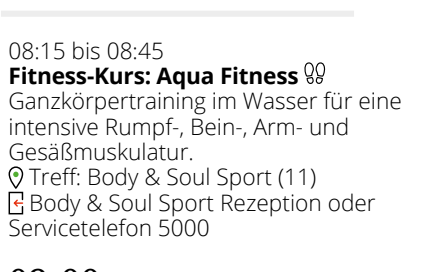 08:15 bis 08:45
Fitness-Kurs: Aqua Fitness
Ganzkörpertraining im Wasser für eine
intensive Rumpf-, Bein-, Arm- und
Gesäßmuskulatur.
Treff: Body & Soul Sport (11)
Body & Soul Sport Rezeption oder
Servicetelefon 5000